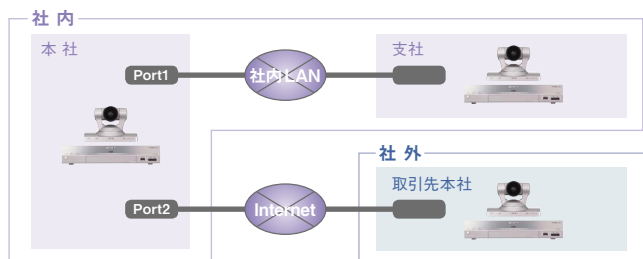 社 内
本 社
Port1
社内LAN
支社
社 外
Port2
Internet
取引先本社